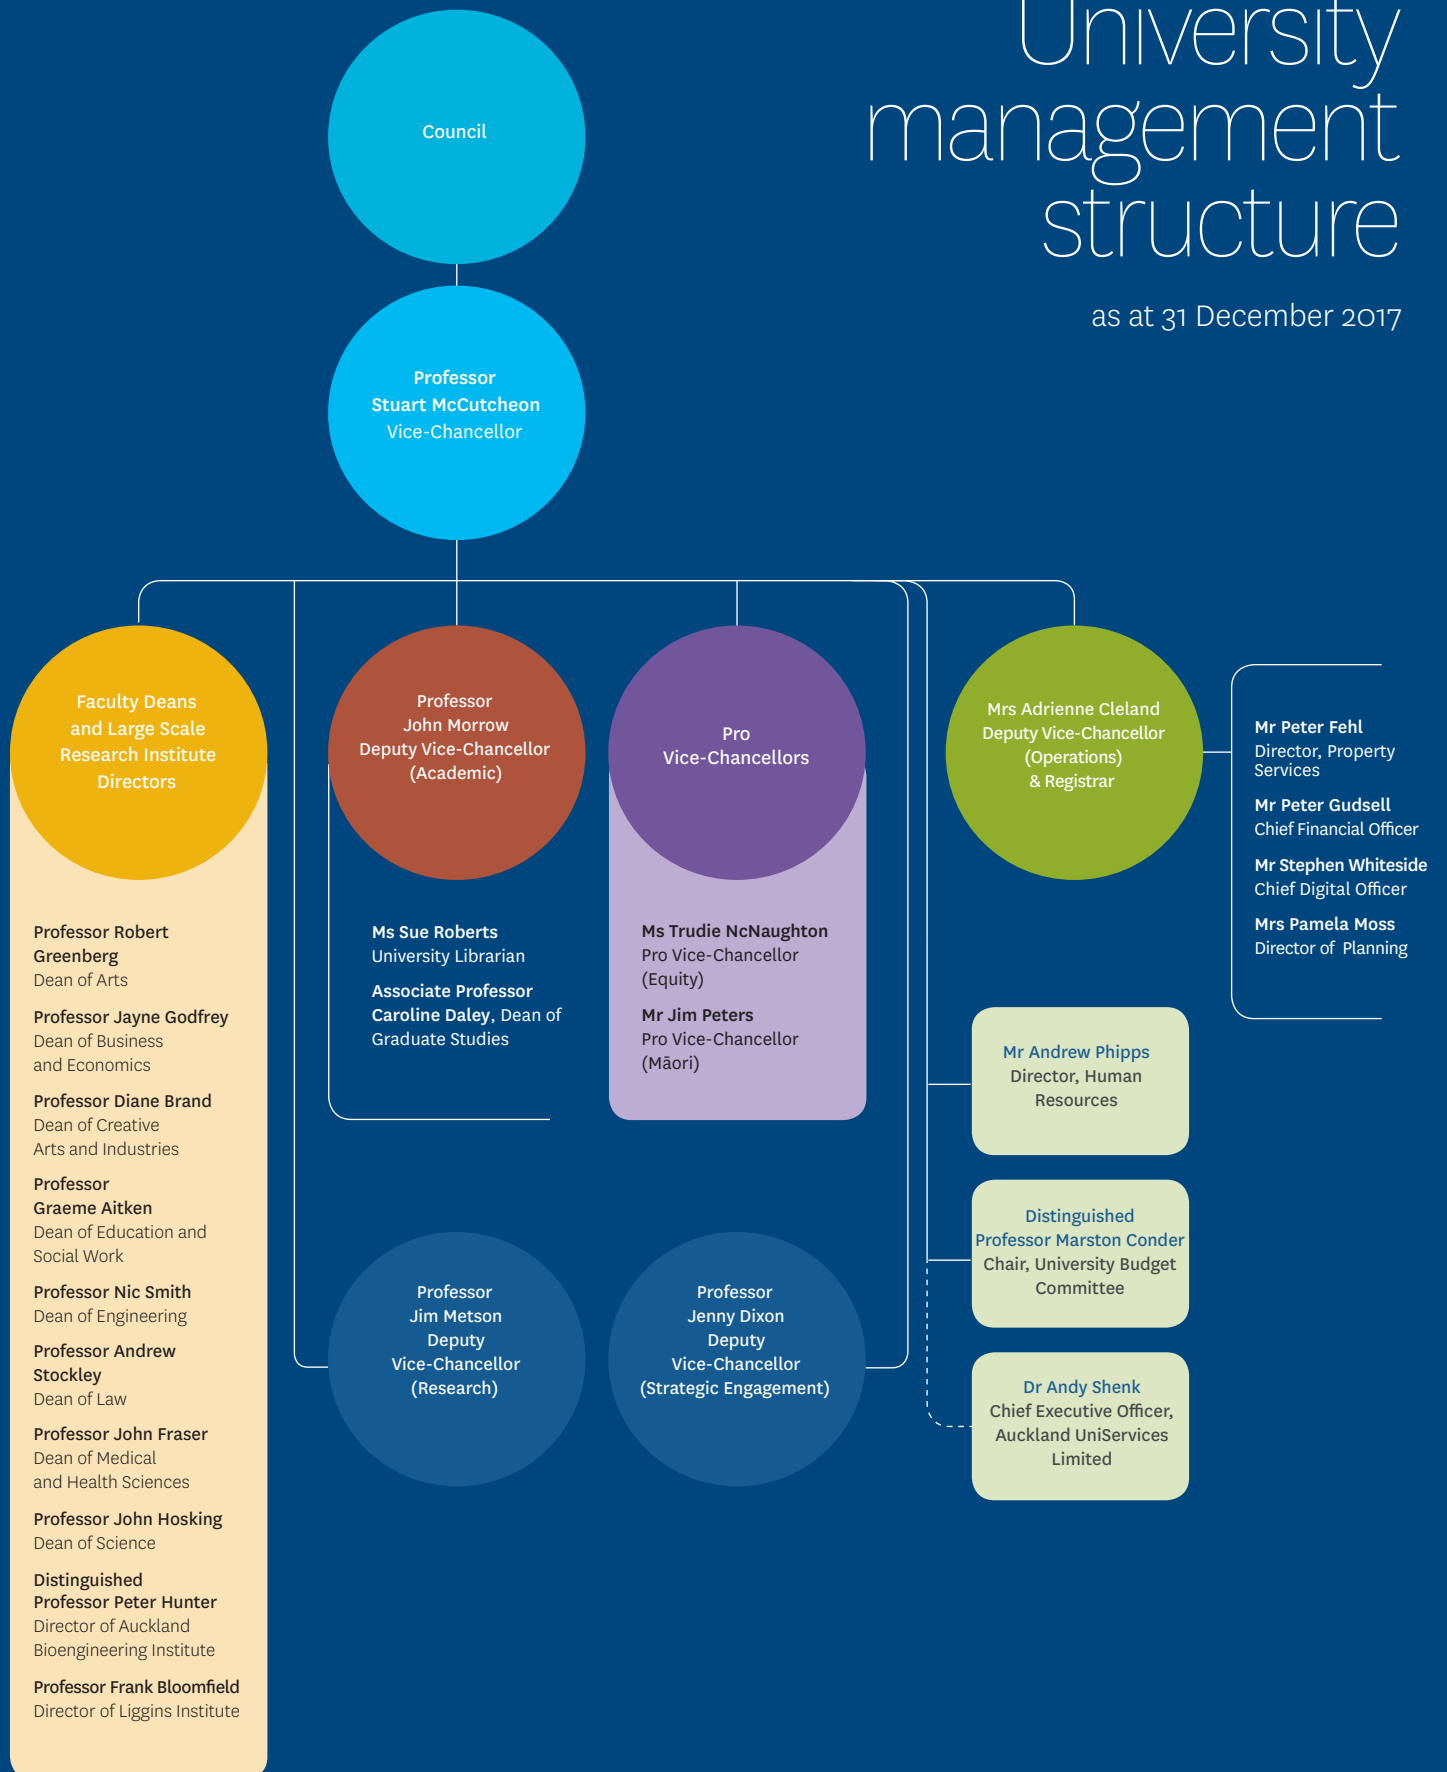 University
management
structure
as at 31 December 2017
Council
Professor
Stuart McCutcheon
Vice-Chancellor
Faculty Deans
and Large Scale
Research Institute
Directors
Professor Robert
Greenberg
Dean of Arts
Professor Jayne Godfrey
Dean of Business
and Economics
Professor Diane Brand
Dean of Creative
Arts and Industries
Professor
Graeme Aitken
Dean of Education and
Social Work
Professor Nic Smith
Dean of Engineering
Professor Andrew
Stockley
Dean of Law
Professor John Fraser
Dean of Medical
and Health Sciences
Professor John Hosking
Dean of Science
Distinguished
Professor Peter Hunter
Director of Auckland
Bioengineering Institute
Professor Frank Bloomfield
Director of Liggins Institute
Professor
John Morrow
Deputy Vice-Chancellor
(Academic)
Ms Sue Roberts
University Librarian
Associate Professor
Caroline Daley, Dean of
Graduate Studies
Pro
Vice-Chancellors
Ms Trudie NcNaughton
Pro Vice-Chancellor
(Equity)
Mr Jim Peters
Pro Vice-Chancellor
(Māori)
Mrs Adrienne Cleland
Deputy Vice-Chancellor
(Operations)
& Registrar
Mr Peter Fehl
Director, Property
Services
Mr Peter Gudsell
Chief Financial Officer
Mr Stephen Whiteside
Chief Digital Officer
Mrs Pamela Moss
Director of Planning
Professor
Jim Metson
Deputy
Vice-Chancellor
(Research)
Professor
Jenny Dixon
Deputy
Vice-Chancellor
(Strategic Engagement)
Mr Andrew Phipps
Director, Human
Resources
Distinguished
Professor Marston Conder
Chair, University Budget
Committee
Dr Andy Shenk
Chief Executive Officer,
Auckland UniServices
Limited